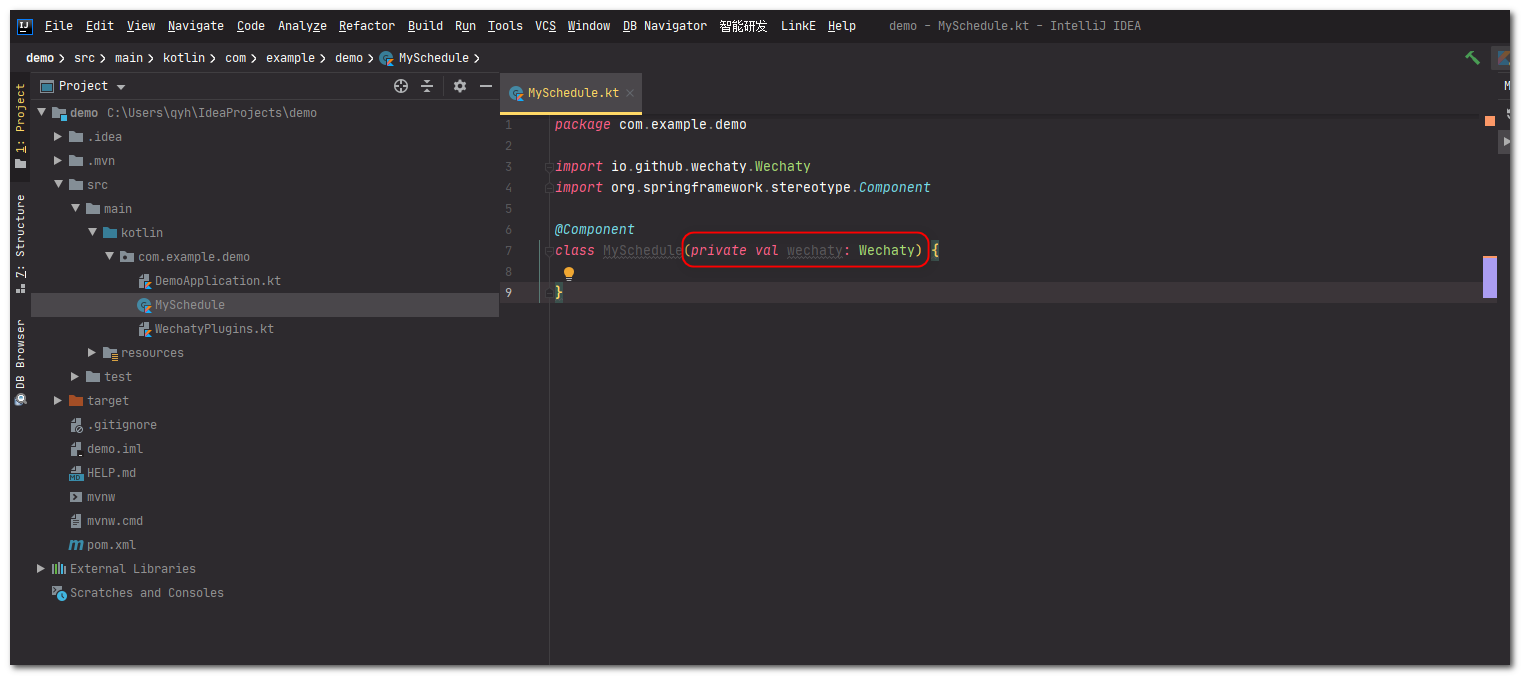 File Edit View Navigate Code Analyze Refactor Build Run Tools VCS Window DB Navigator 智能研发 LinkE Help demo - MySchedule.kt - IntelliJ IDEA
demo > src > main > kotlin > com > example > demo > MySchedule >
Project
MySchedule.kt
1: Project
7: Structure
DB Browser
demo C:\Users\qyh\IdeaProjects\demo
.idea
.mvn
src
main
kotlin
com.example.demo
DemoApplication.kt
MySchedule
WechatyPlugins.kt
resources
test
target
.gitignore
demo.iml
HELP.md
mvnw
mvnw.cmd
pom.xml
External Libraries
Scratches and Consoles
1 package com.example.demo
2
3 import io.github.wechaty.Wechaty
4 import org.springframework.stereotype.Component
5
6 @Component
7 class MySchedule(private val wechaty: Wechaty) {
8
9 }